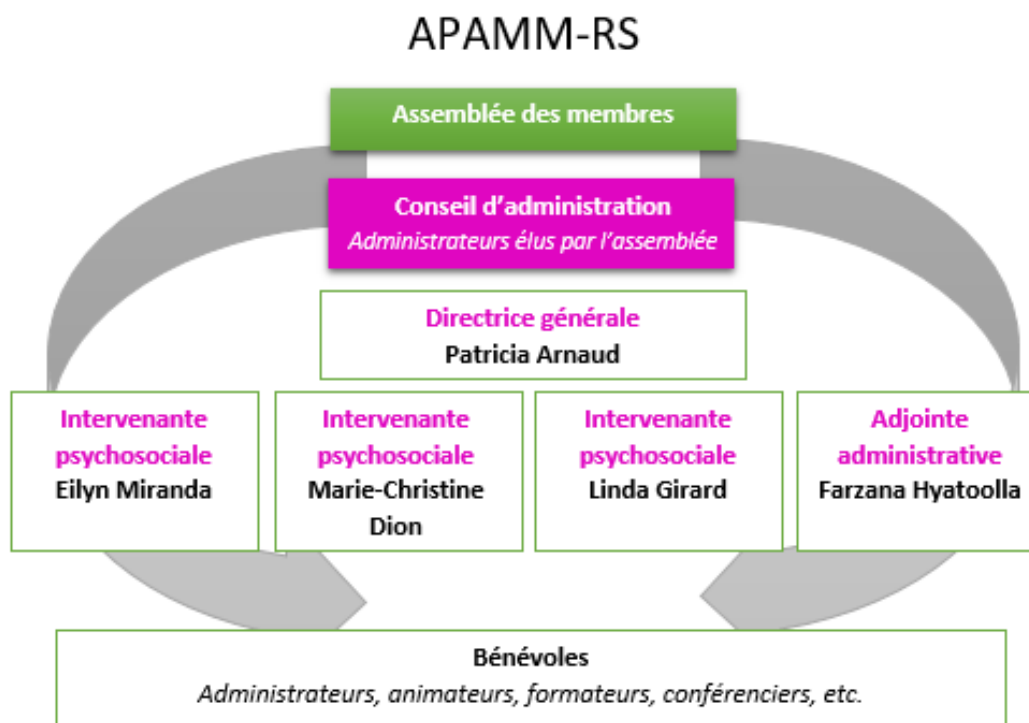 APAMM-RS
Assemblée des membres
Conseil d'administration
Administrateurs élus par l'assemblée
Directrice générale
Patricia Arnaud
Intervenante
psychosociale
Eilyn Miranda
Intervenante
psychosociale
Marie-Christine
Dion
Intervenante
psychosociale
Linda Girard
Adjointe
administrative
Farzana Hyatoolla
Bénévoles
Administrateurs, animateurs, formateurs, conférenciers, etc.